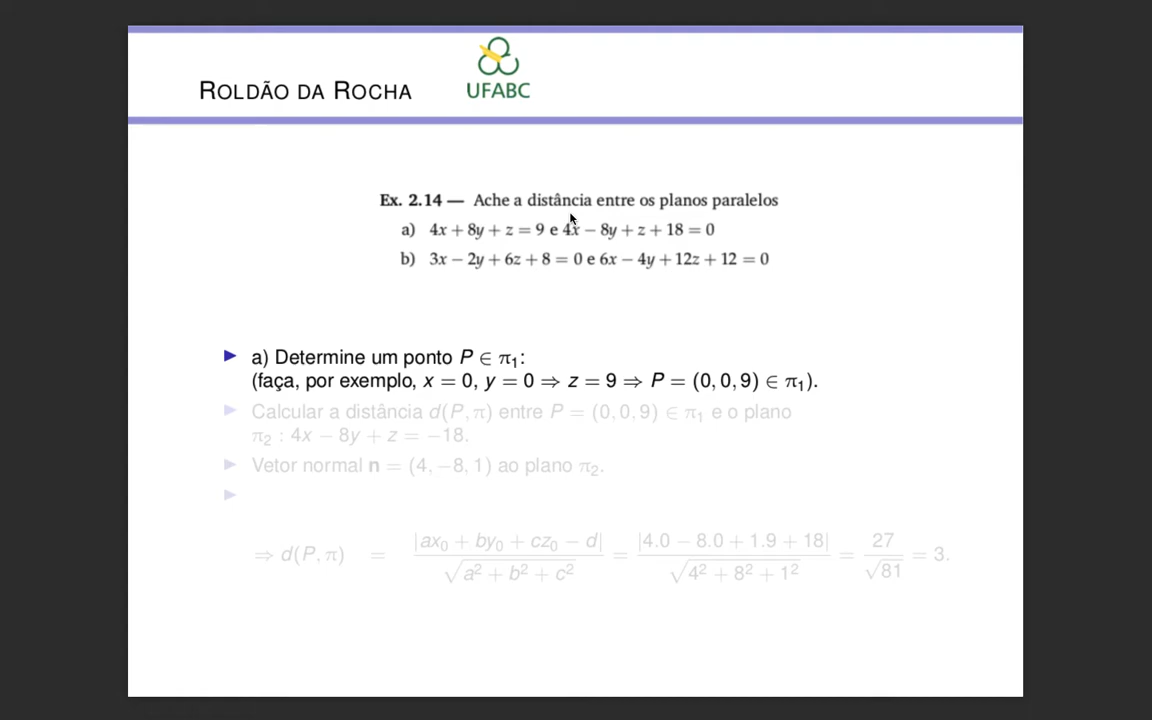 ROLDÃO DA ROCHA
UFABC
Ex. 2.14 — Ache a distância entre os planos paralelos
a) 4x + 8y + z = 9 e 4x − 8y + z + 18 = 0
b) 3x − 2y + 6z + 8 = 0 e 6x − 4y + 12z + 12 = 0
▶ a) Determine um ponto P ∈ π₁:
(faça, por exemplo, x = 0, y = 0 ⇒ z = 9 ⇒ P = (0, 0, 9) ∈ π₁).
▶ Calcular a distância d(P, π) entre P = (0, 0, 9) ∈ π₁ e o plano
π₂ : 4x − 8y + z = −18.
▶ Vetor normal n = (4, −8, 1) ao plano π₂.
▶
⇒ d(P, π) = |ax₀ + by₀ + cz₀ − d| / √(a² + b² + c²) = |4.0 − 8.0 + 1.9 + 18| / √(4² + 8² + 1²) = 27 / √81 = 3.